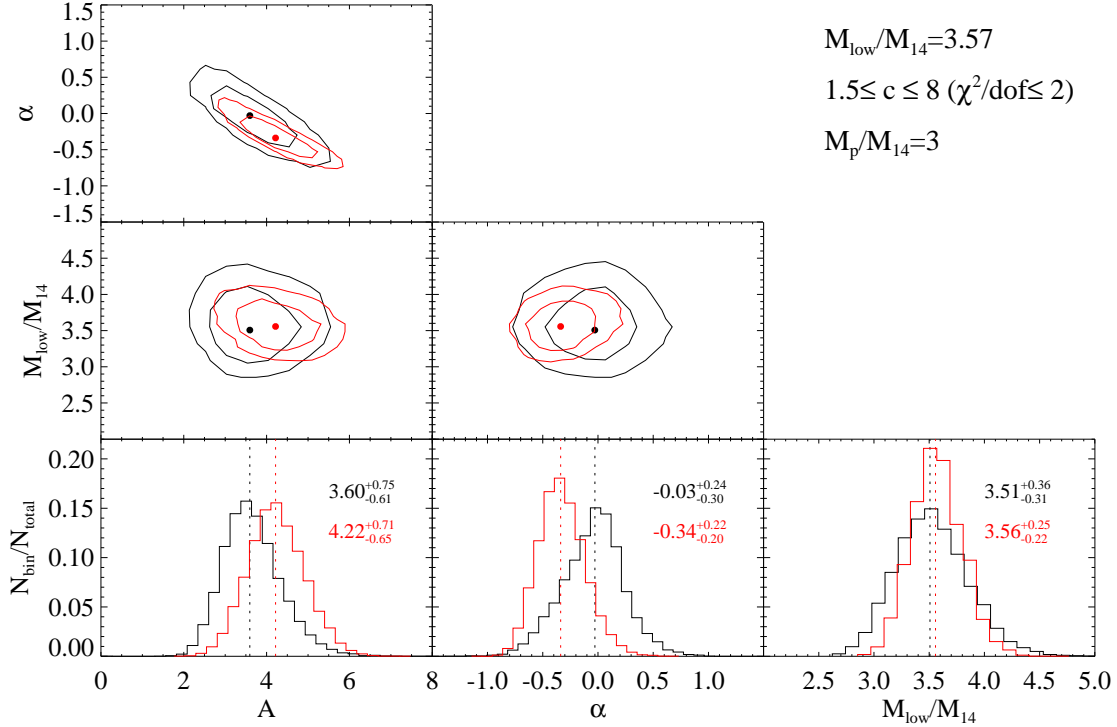 1.5
1.0
0.5
0.0
-0.5
-1.0
-1.5
α
M_low/M_14=3.57
1.5≤ c ≤ 8 (χ²/dof≤ 2)
M_p/M_14=3
4.5
4.0
3.5
3.0
2.5
M_low/M_14
0.20
0.15
0.10
0.05
0.00
N_bin/N_total
3.60 +0.75 -0.61
4.22 +0.71 -0.65
-0.03 +0.24 -0.30
-0.34 +0.22 -0.20
3.51 +0.36 -0.31
3.56 +0.25 -0.22
0 2 4 6 8
-1.0 -0.5 0.0 0.5 1.0
2.5 3.0 3.5 4.0 4.5 5.0
A
α
M_low/M_14